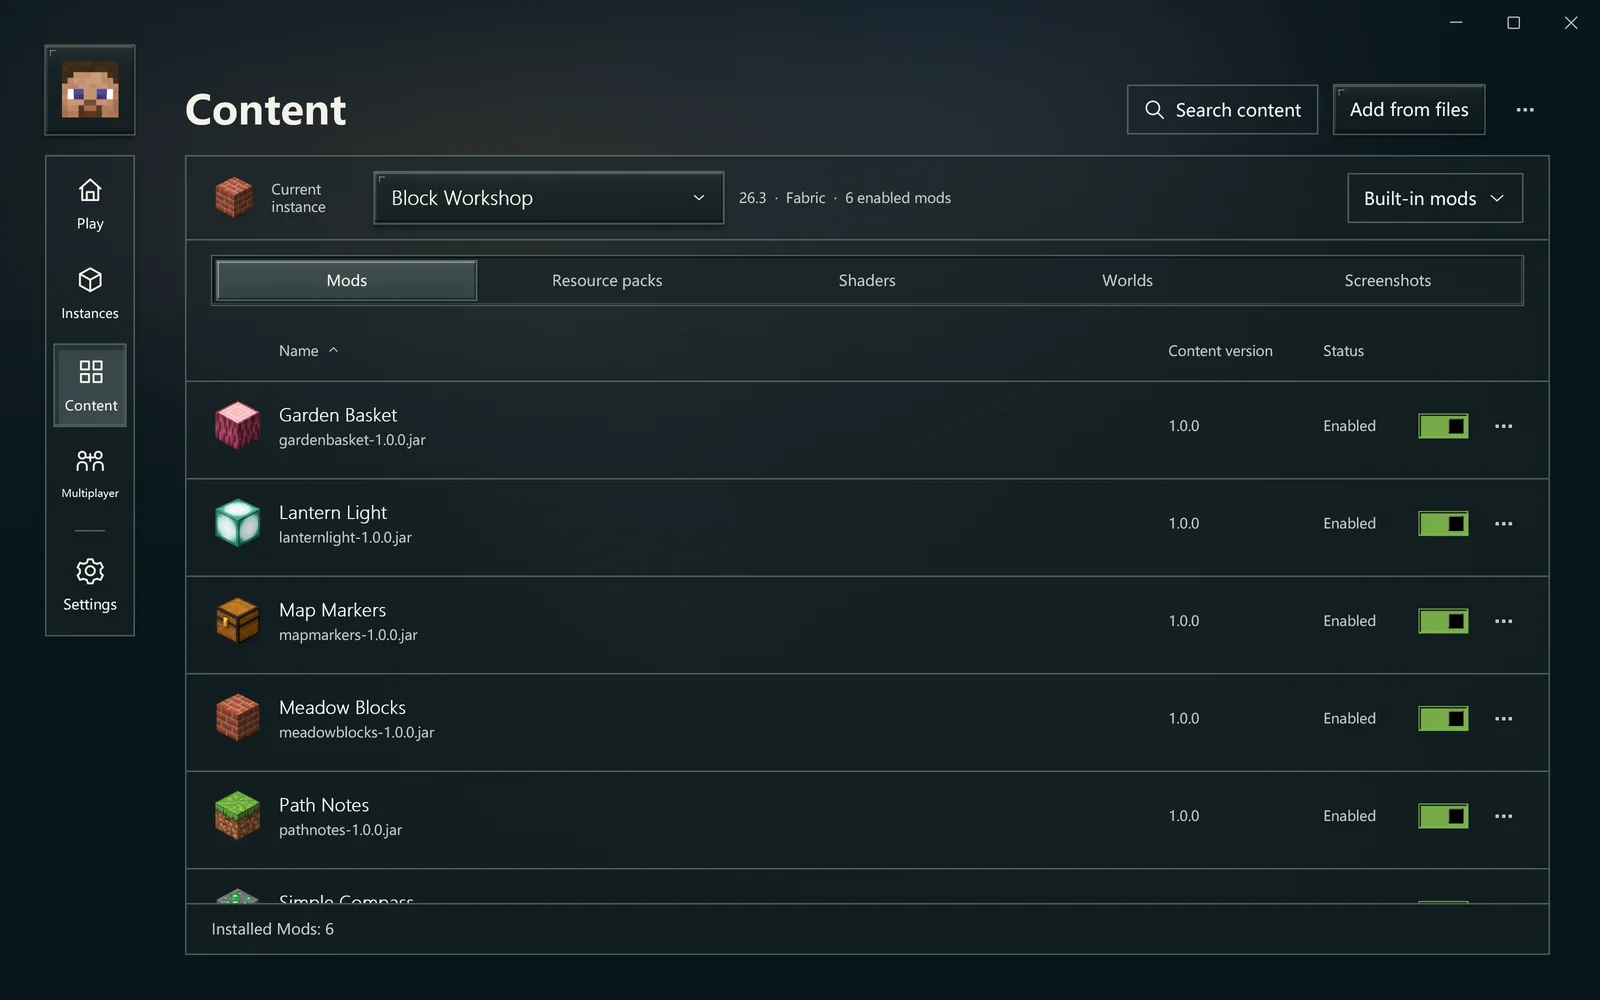 Content
Search content
Add from files
Play
Instances
Content
Multiplayer
Settings
Current
instance
Block Workshop
26.3 · Fabric · 6 enabled mods
Built-in mods
Mods
Resource packs
Shaders
Worlds
Screenshots
Name
Content version
Status
Garden Basket
gardenbasket-1.0.0.jar
1.0.0
Enabled
Lantern Light
lanternlight-1.0.0.jar
1.0.0
Enabled
Map Markers
mapmarkers-1.0.0.jar
1.0.0
Enabled
Meadow Blocks
meadowblocks-1.0.0.jar
1.0.0
Enabled
Path Notes
pathnotes-1.0.0.jar
1.0.0
Enabled
Simple Compass
Installed Mods: 6